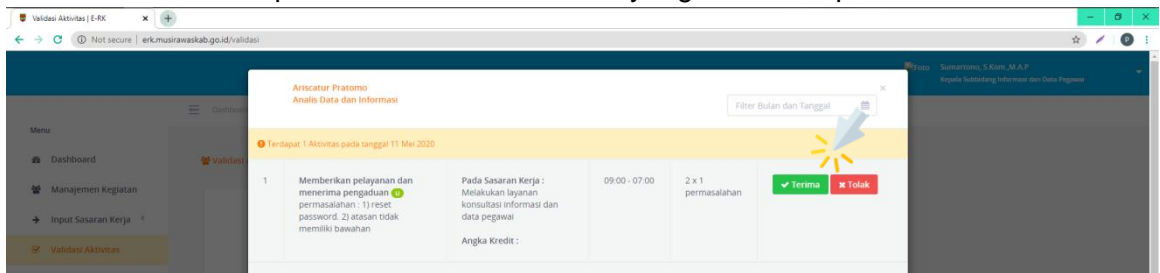 Validasi Aktivitas | E-RK
Not secure | erk.musirawaskab.go.id/validasi
Foto
Sumartono, S.Kom.,M.A.P
Kepala Subbidang Informasi dan Data Pegawai
Menu
Dashboard
Manajemen Kegiatan
Input Sasaran Kerja
Validasi Aktivitas
Dashboard
Validasi
Ariscatur Pratomo
Analis Data dan Informasi
×
Filter Bulan dan Tanggal
Terdapat 1 Aktivitas pada tanggal 11 Mei 2020
1
Memberikan pelayanan dan
menerima pengaduan u
permasalahan : 1) reset
password. 2) atasan tidak
memiliki bawahan
Pada Sasaran Kerja :
Melakukan layanan
konsultasi informasi dan
data pegawai
Angka Kredit :
09:00 - 07:00
2 x 1
permasalahan
Terima
Tolak